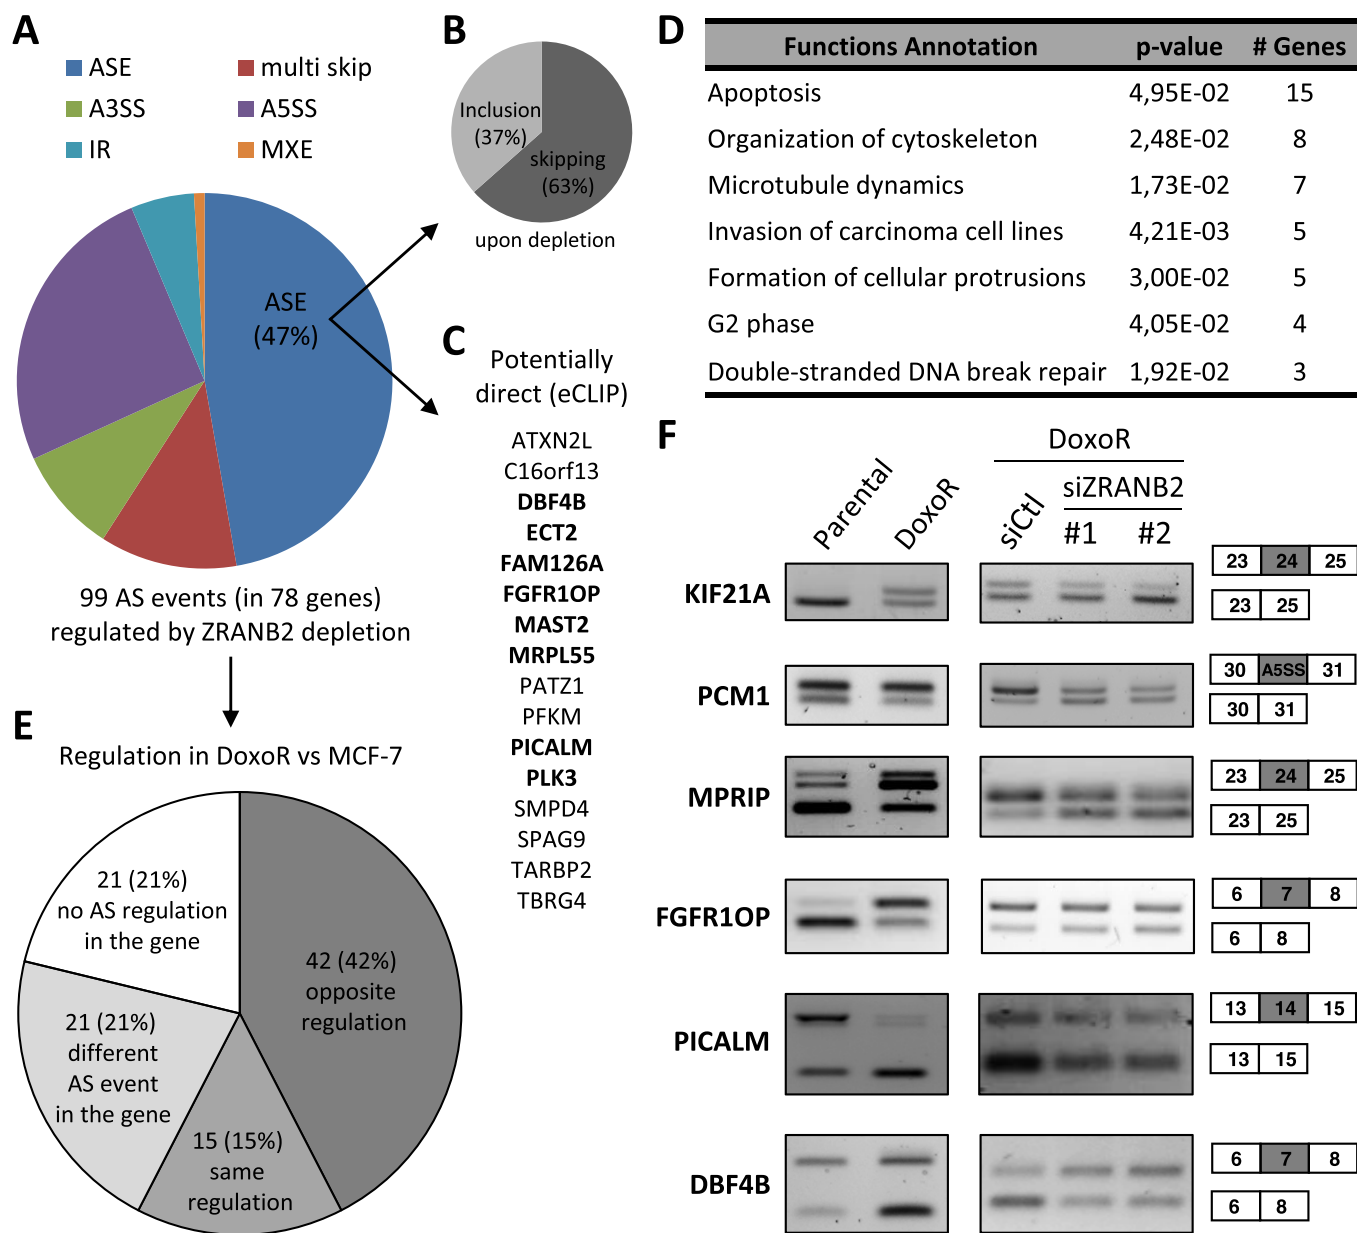 A
ASE
multi skip
A3SS
A5SS
IR
MXE
ASE
(47%)
99 AS events (in 78 genes)
regulated by ZRANB2 depletion
B
Inclusion
(37%)
skipping
(63%)
upon depletion
C
Potentially
direct (eCLIP)
ATXN2L
C16orf13
DBF4B
ECT2
FAM126A
FGFR1OP
MAST2
MRPL55
PATZ1
PFKM
PICALM
PLK3
SMPD4
SPAG9
TARBP2
TBRG4
D
Functions Annotation p-value # Genes
Apoptosis 4,95E-02 15
Organization of cytoskeleton 2,48E-02 8
Microtubule dynamics 1,73E-02 7
Invasion of carcinoma cell lines 4,21E-03 5
Formation of cellular protrusions 3,00E-02 5
G2 phase 4,05E-02 4
Double-stranded DNA break repair 1,92E-02 3
E
Regulation in DoxoR vs MCF-7
21 (21%)
no AS regulation
in the gene
42 (42%)
opposite
regulation
21 (21%)
different
AS event
in the gene
15 (15%)
same
regulation
F
Parental
DoxoR
DoxoR
siCtl
siZRANB2
#1 #2
KIF21A
23 24 25
23 25
PCM1
30 A5SS 31
30 31
MPRIP
23 24 25
23 25
FGFR1OP
6 7 8
6 8
PICALM
13 14 15
13 15
DBF4B
6 7 8
6 8